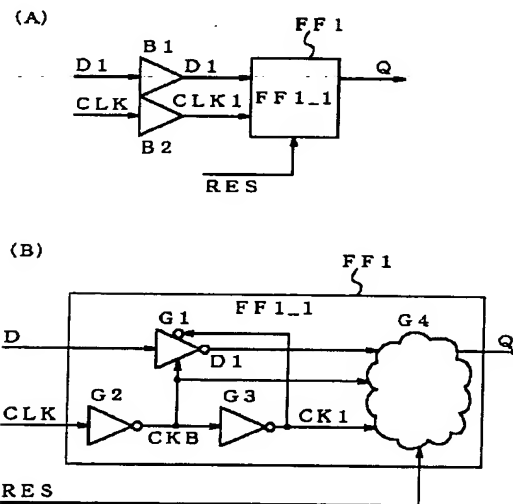 (A)
FF1
B1
D1 D1 Q
FF1_1
CLK CLK1
B2
RES
(B)
FF1
FF1_1
G1 G4
D D1 Q
G2 G3
CLK CKB CK1
RES